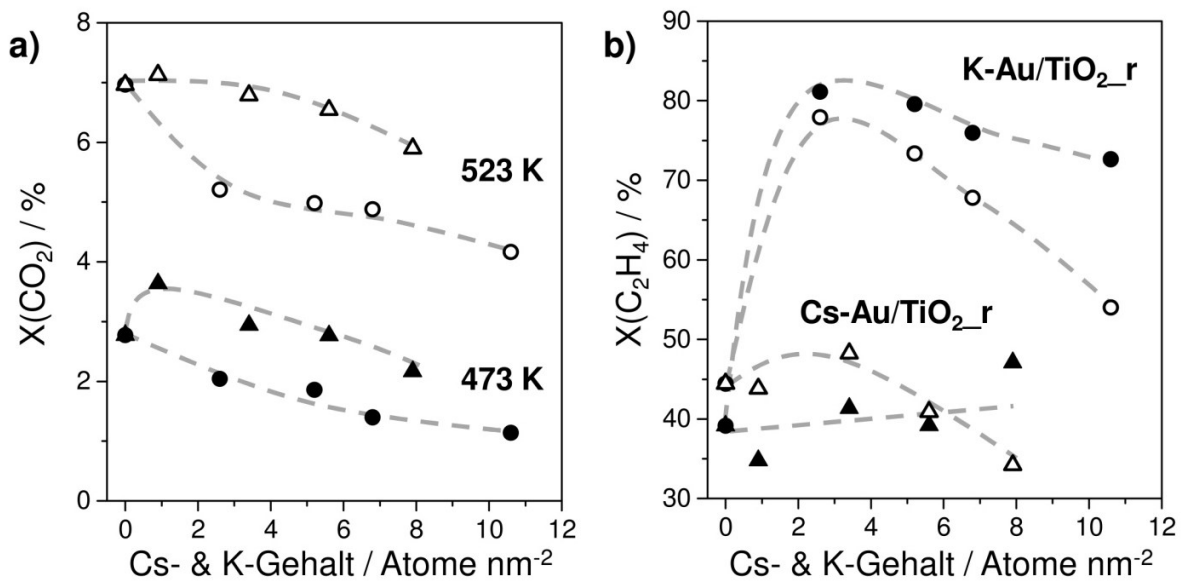 a)
X(CO₂) / %
8
6
4
2
0
523 K
473 K
0 2 4 6 8 10 12
Cs- & K-Gehalt / Atome nm⁻²
b)
X(C₂H₄) / %
90
80
70
60
50
40
30
K-Au/TiO₂_r
Cs-Au/TiO₂_r
0 2 4 6 8 10 12
Cs- & K-Gehalt / Atome nm⁻²